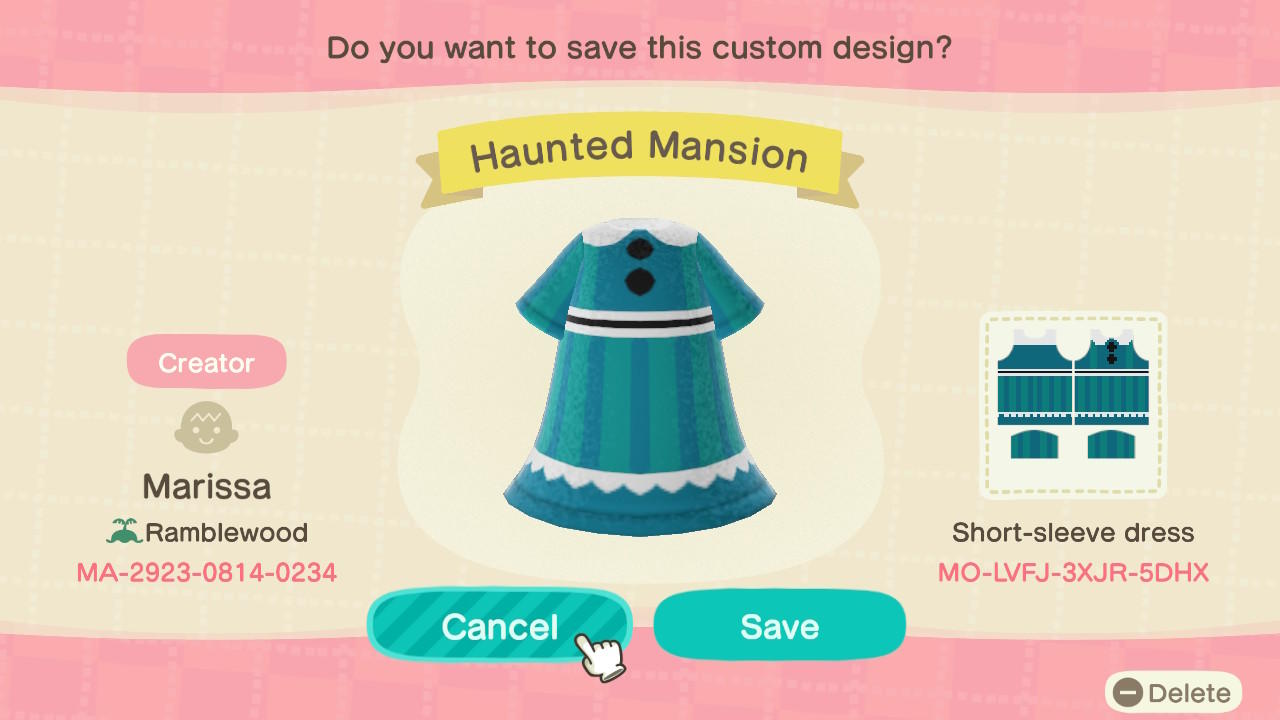 Do you want to save this custom design?
Haunted Mansion
Creator
Marissa
Ramblewood
MA-2923-0814-0234
Short-sleeve dress
MO-LVFJ-3XJR-5DHX
Cancel
Save
Delete